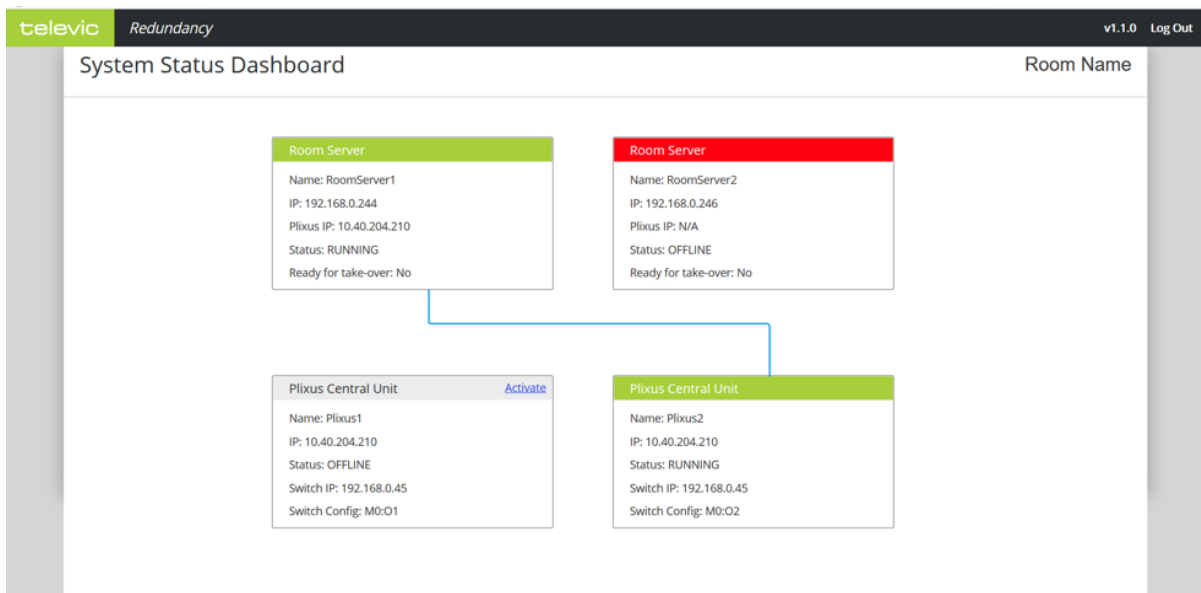 televic Redundancy v1.1.0 Log Out
System Status Dashboard Room Name
Room Server
Name: RoomServer1
IP: 192.168.0.244
Plixus IP: 10.40.204.210
Status: RUNNING
Ready for take-over: No
Room Server
Name: RoomServer2
IP: 192.168.0.246
Plixus IP: N/A
Status: OFFLINE
Ready for take-over: No
Plixus Central Unit Activate
Name: Plixus1
IP: 10.40.204.210
Status: OFFLINE
Switch IP: 192.168.0.45
Switch Config: M0:O1
Plixus Central Unit
Name: Plixus2
IP: 10.40.204.210
Status: RUNNING
Switch IP: 192.168.0.45
Switch Config: M0:O2